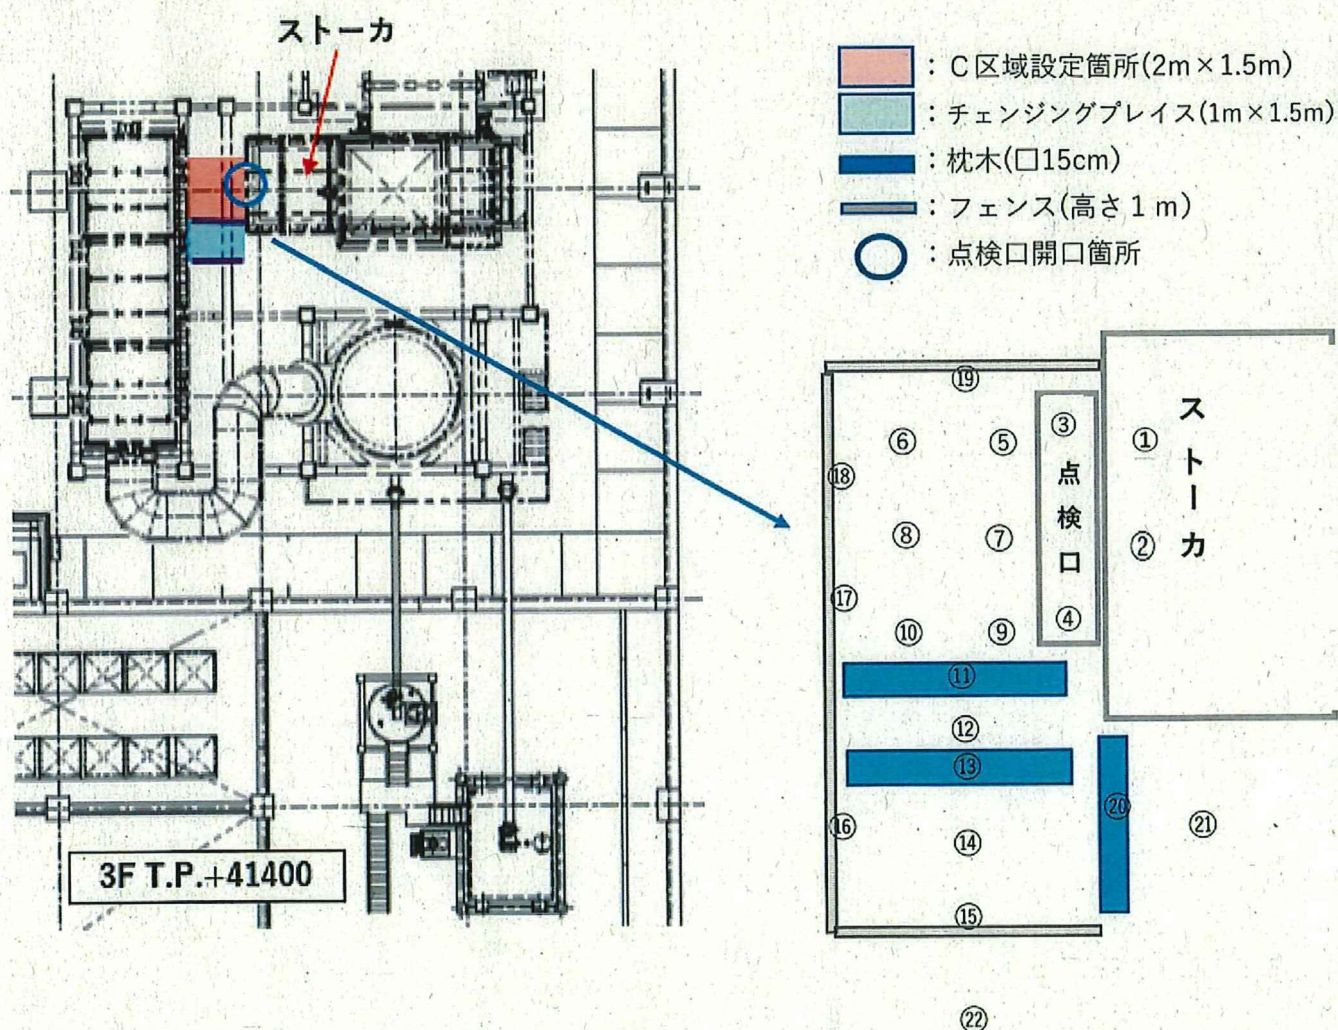 ストーカ
：C区域設定箇所(2m×1.5m)
：チェンジングプレイス(1m×1.5m)
：枕木(□15cm)
：フェンス(高さ１ｍ)
：点検口開口箇所
3F T.P.+41400
⑲
③
⑥
⑤
①
⑱
点検口
ストーカ
⑧
⑦
②
⑰
⑩
⑨
④
⑪
⑫
⑬
⑳
⑯
⑭
㉑
⑮
㉒